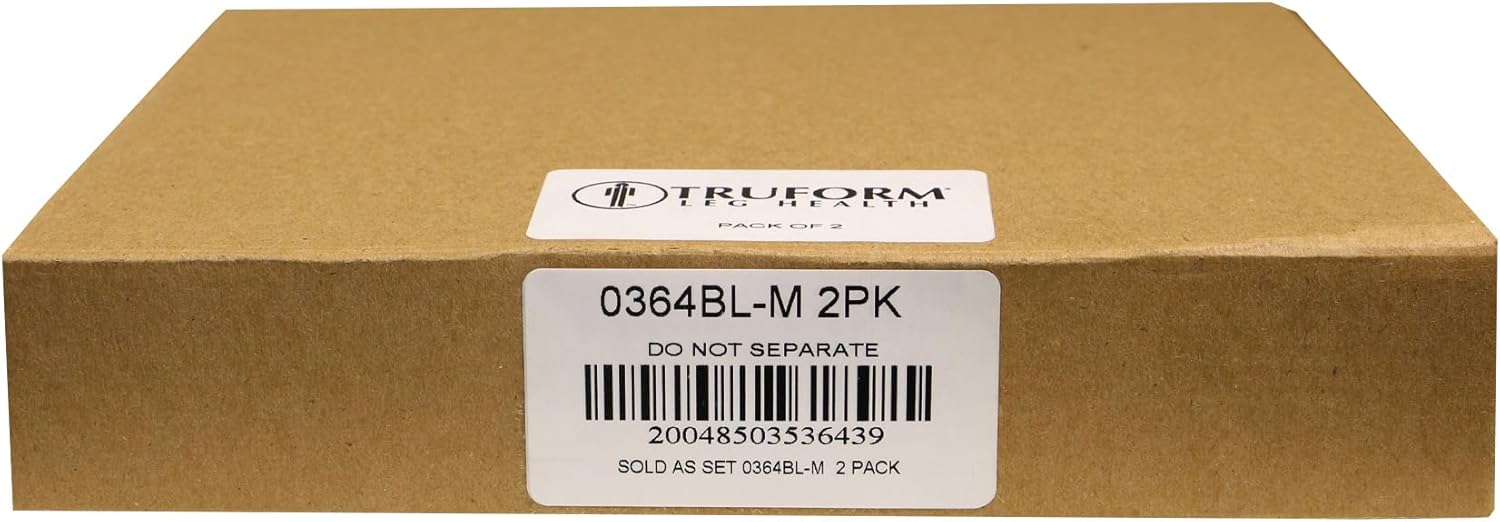 TRUFORM
LEG HEALTH
PACK OF 2
0364BL-M 2PK
DO NOT SEPARATE
20048503536439
SOLD AS SET 0364BL-M 2 PACK